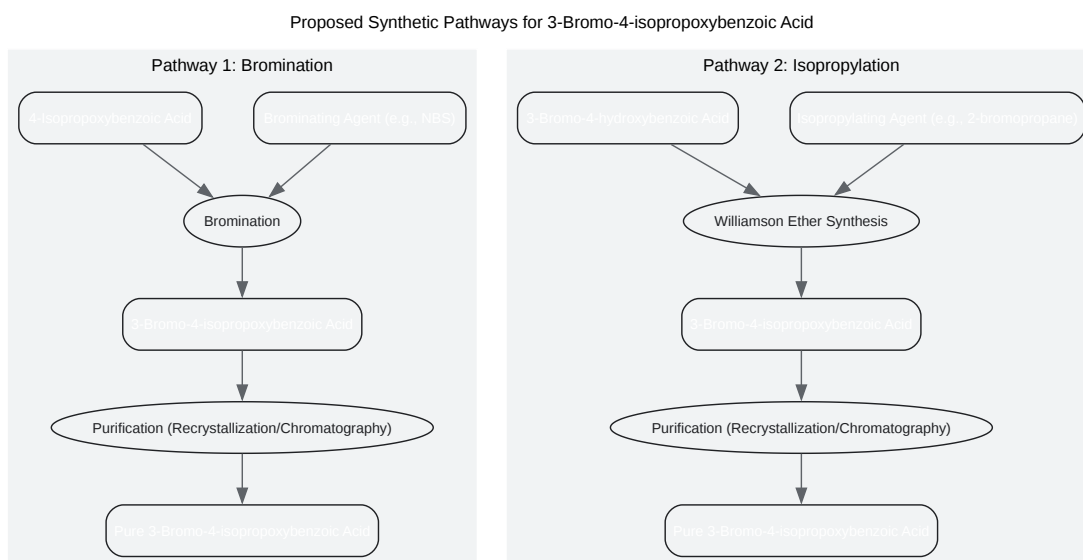 Proposed Synthetic Pathways for 3-Bromo-4-isopropoxybenzoic Acid
Pathway 1: Bromination
4-Isopropoxybenzoic Acid
Brominating Agent (e.g., NBS)
Bromination
3-Bromo-4-isopropoxybenzoic Acid
Purification (Recrystallization/Chromatography)
Pure 3-Bromo-4-isopropoxybenzoic Acid
Pathway 2: Isopropylation
3-Bromo-4-hydroxybenzoic Acid
Isopropylating Agent (e.g., 2-bromopropane)
Williamson Ether Synthesis
3-Bromo-4-isopropoxybenzoic Acid
Purification (Recrystallization/Chromatography)
Pure 3-Bromo-4-isopropoxybenzoic Acid